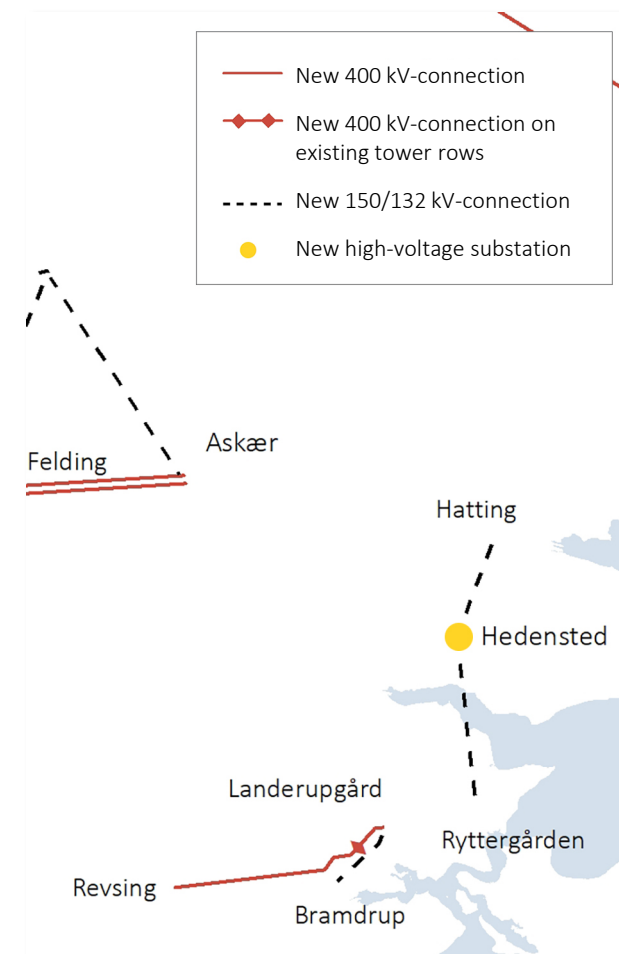 New 400 kV-connection
New 400 kV-connection on
existing tower rows
New 150/132 kV-connection
New high-voltage substation
Askær
Felding
Hatting
Hedensted
Landerupgård
Ryttergården
Revsing
Bramdrup